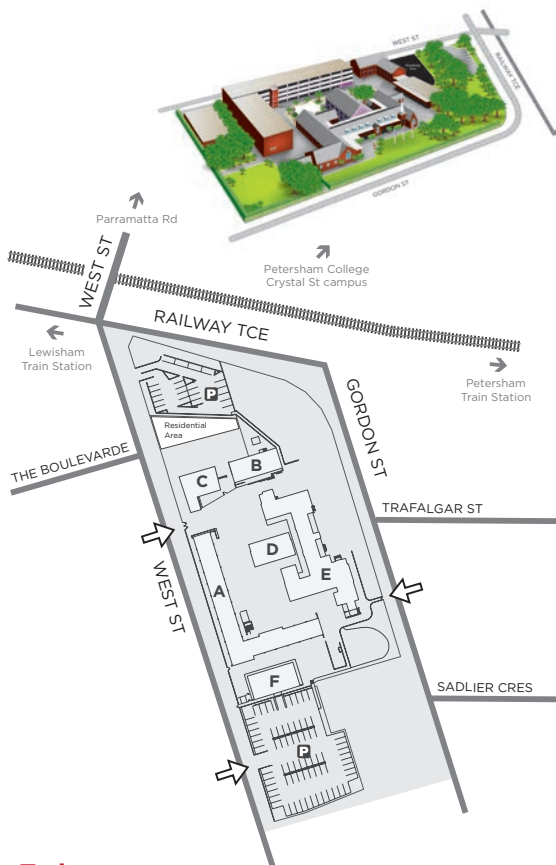 WEST ST
RAILWAY TCE
GORDON ST
Parramatta Rd
WEST ST
Petersham College
Crystal St campus
RAILWAY TCE
Lewisham
Train Station
Petersham
Train Station
GORDON ST
P
Residential
Area
THE BOULEVARDE
B
C
TRAFALGAR ST
D
E
A
WEST ST
F
SADLIER CRES
P